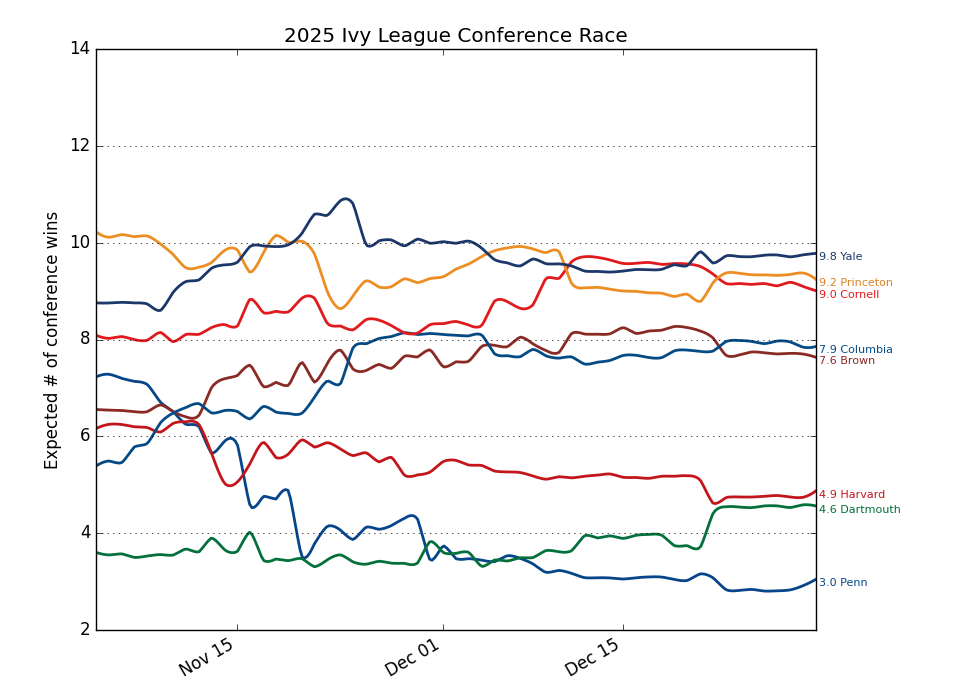 2025 Ivy League Conference Race
Expected # of conference wins
14
12
10
8
6
4
2
9.8 Yale
9.2 Princeton
9.0 Cornell
7.9 Columbia
7.6 Brown
4.9 Harvard
4.6 Dartmouth
3.0 Penn
Nov 15
Dec 01
Dec 15